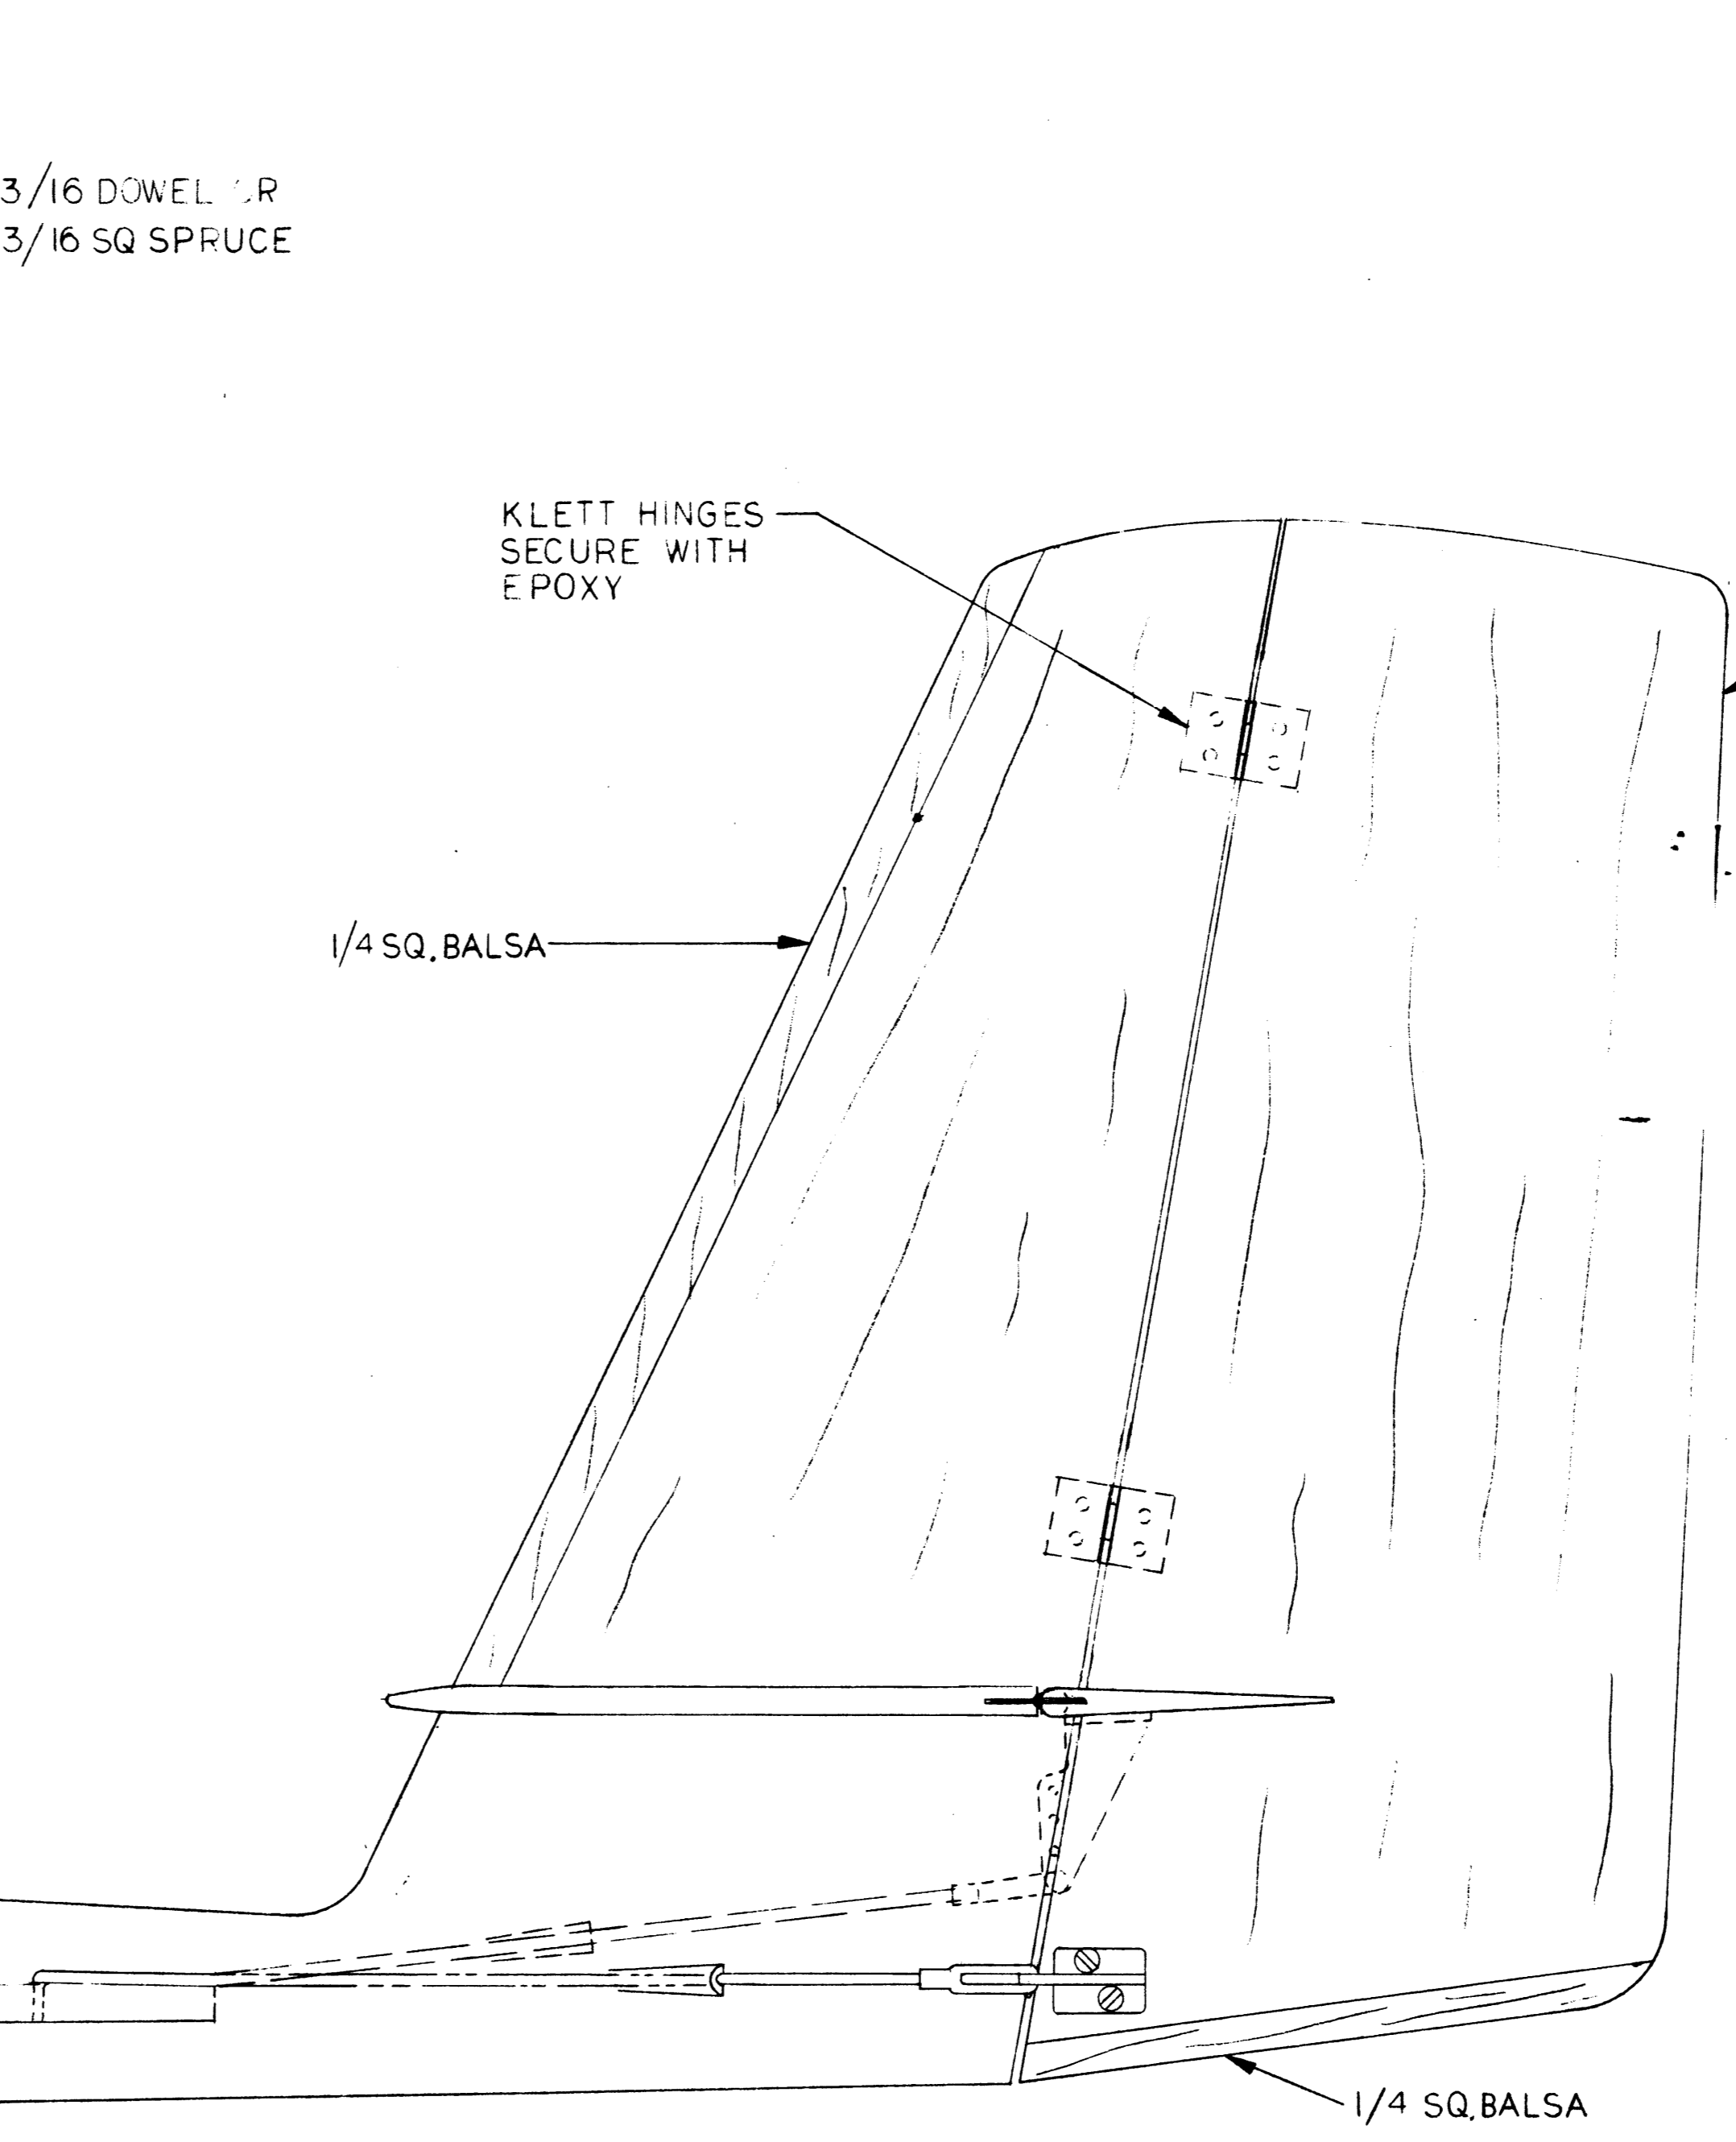 3/16 DOWEL OR
3/16 SQ SPRUCE
KLETT HINGES
SECURE WITH
EPOXY
1/4 SQ. BALSA
1/4 SQ. BALSA